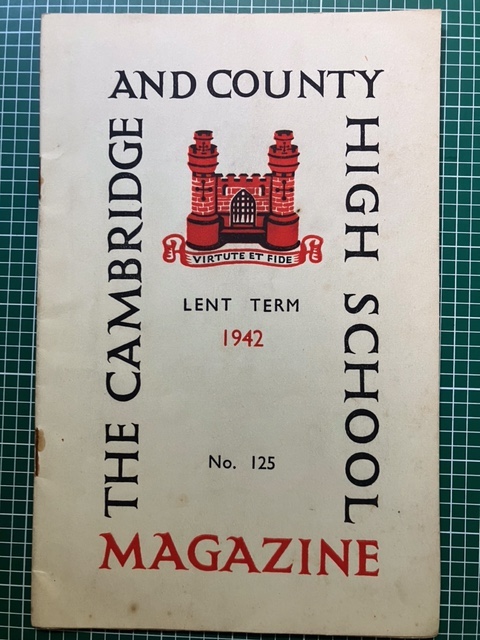 THE CAMBRIDGE
AND COUNTY
HIGH SCHOOL
MAGAZINE
VIRTUTE ET FIDE
LENT TERM
1942
No. 125